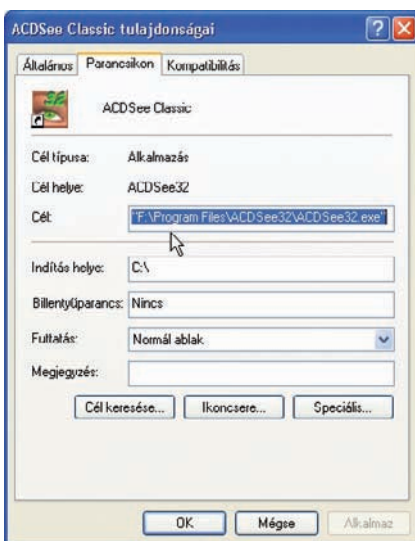 ACDSee Classic tulajdonságai
Általános Parancsikon Kompatibilitás
ACDSee Classic
Cél típusa: Alkalmazás
Cél helye: ACDSee32
Cél: "F:\Program Files\ACDSee32\ACDSee32.exe"
Indítás helye: C:\
Billentyűparancs: Nincs
Futtatás: Normál ablak
Megjegyzés:
Cél keresése... Ikoncsere... Speciális...
OK Mégse Alkalmaz